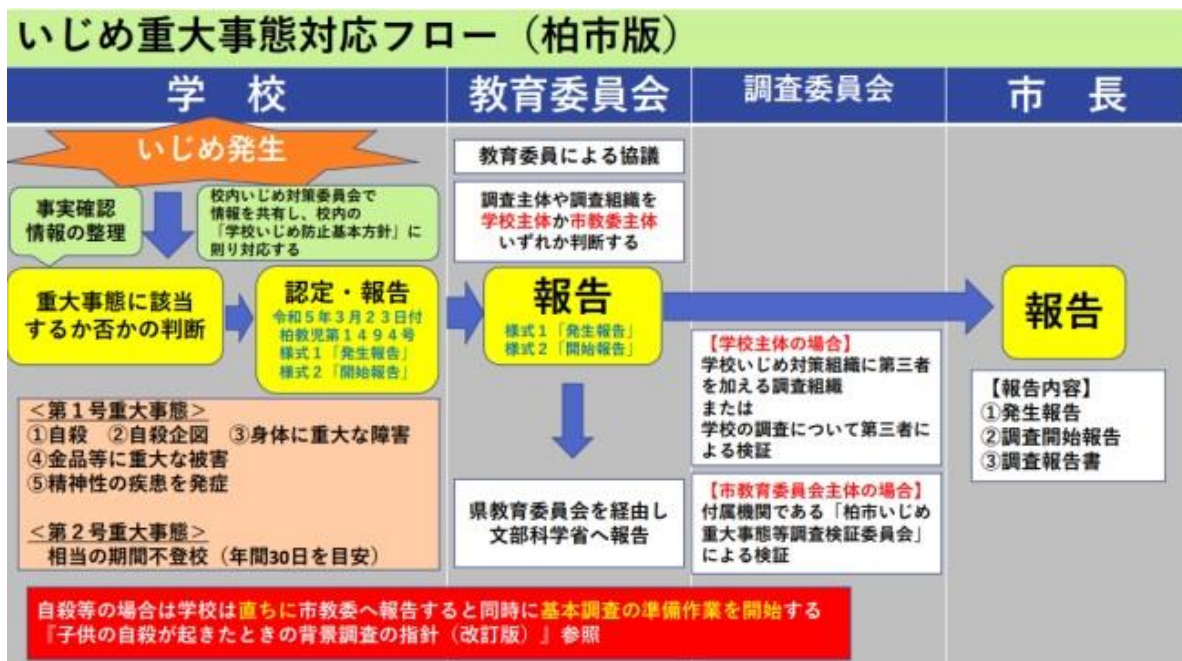 いじめ重大事態対応フロー（柏市版）
学　校
教育委員会
調査委員会
市　長
いじめ発生
事実確認
情報の整理
校内いじめ対策委員会で
情報を共有し、校内の
「学校いじめ防止基本方針」に
則り対応する
重大事態に該当
するか否かの判断
認定・報告
令和５年３月２３日付
柏教児第１４９４号
様式１「発生報告」
様式２「開始報告」
＜第１号重大事態＞
①自殺　②自殺企図　③身体に重大な障害
④金品等に重大な被害
⑤精神性の疾患を発症
＜第２号重大事態＞
相当の期間不登校（年間30日を目安）
教育委員による協議
調査主体や調査組織を
学校主体か市教委主体
いずれか判断する
報告
様式１「発生報告」
様式２「開始報告」
県教育委員会を経由し
文部科学省へ報告
【学校主体の場合】
学校いじめ対策組織に第三者
を加える調査組織
または
学校の調査について第三者に
よる検証
【市教育委員会主体の場合】
付属機関である「柏市いじめ
重大事態等調査検証委員会」
による検証
報告
【報告内容】
①発生報告
②調査開始報告
③調査報告書
自殺等の場合は学校は直ちに市教委へ報告すると同時に基本調査の準備作業を開始する
『子供の自殺が起きたときの背景調査の指針（改訂版）』参照